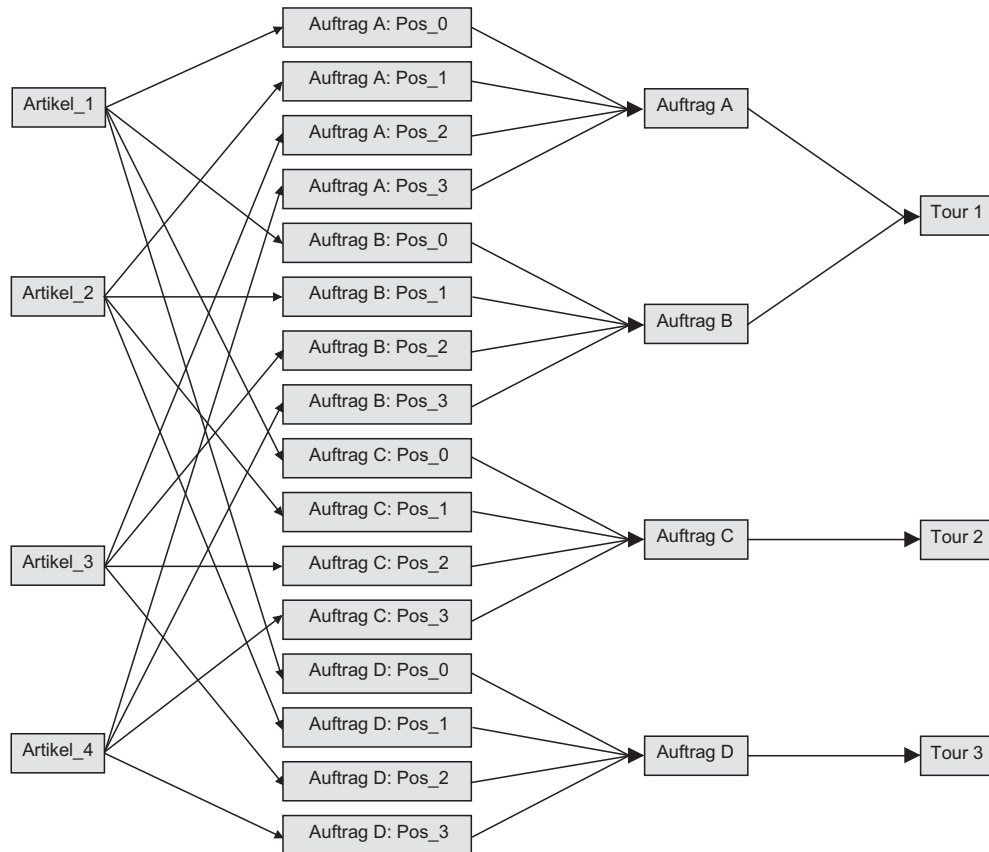 Artikel_1
Artikel_2
Artikel_3
Artikel_4
Auftrag A: Pos_0
Auftrag A: Pos_1
Auftrag A: Pos_2
Auftrag A: Pos_3
Auftrag B: Pos_0
Auftrag B: Pos_1
Auftrag B: Pos_2
Auftrag B: Pos_3
Auftrag C: Pos_0
Auftrag C: Pos_1
Auftrag C: Pos_2
Auftrag C: Pos_3
Auftrag D: Pos_0
Auftrag D: Pos_1
Auftrag D: Pos_2
Auftrag D: Pos_3
Auftrag A
Auftrag B
Auftrag C
Auftrag D
Tour 1
Tour 2
Tour 3